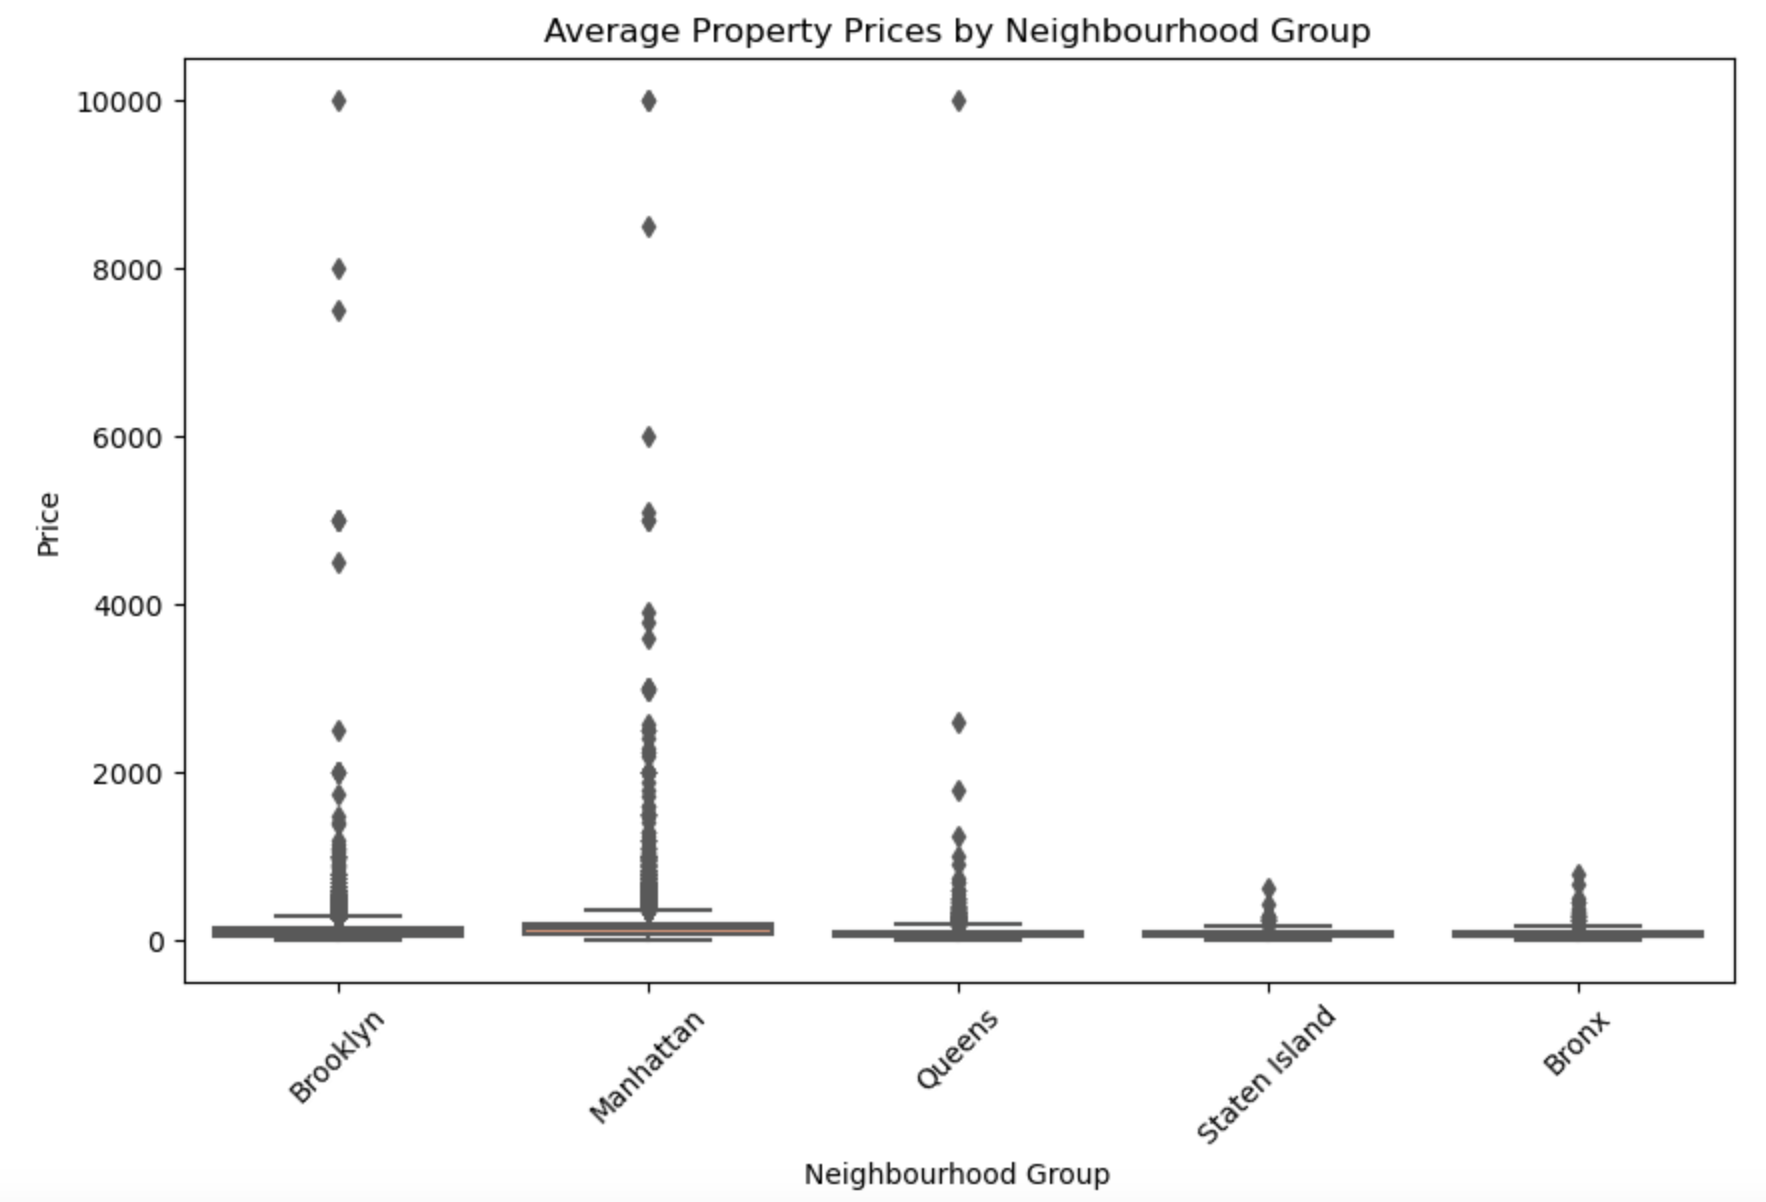 Average Property Prices by Neighbourhood Group
10000
8000
6000
4000
2000
0
Price
Brooklyn
Manhattan
Queens
Staten Island
Bronx
Neighbourhood Group